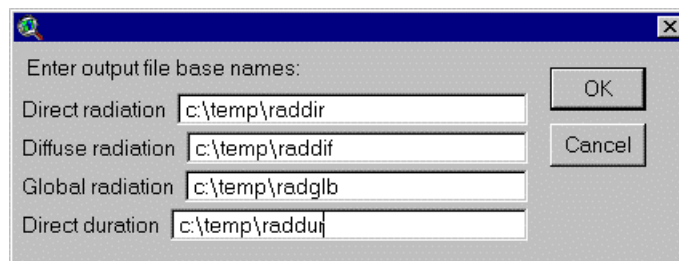 Enter output file base names:
Direct radiation c:\temp\raddir
Diffuse radiation c:\temp\raddif
Global radiation c:\temp\radglb
Direct duration c:\temp\raddur
OK
Cancel